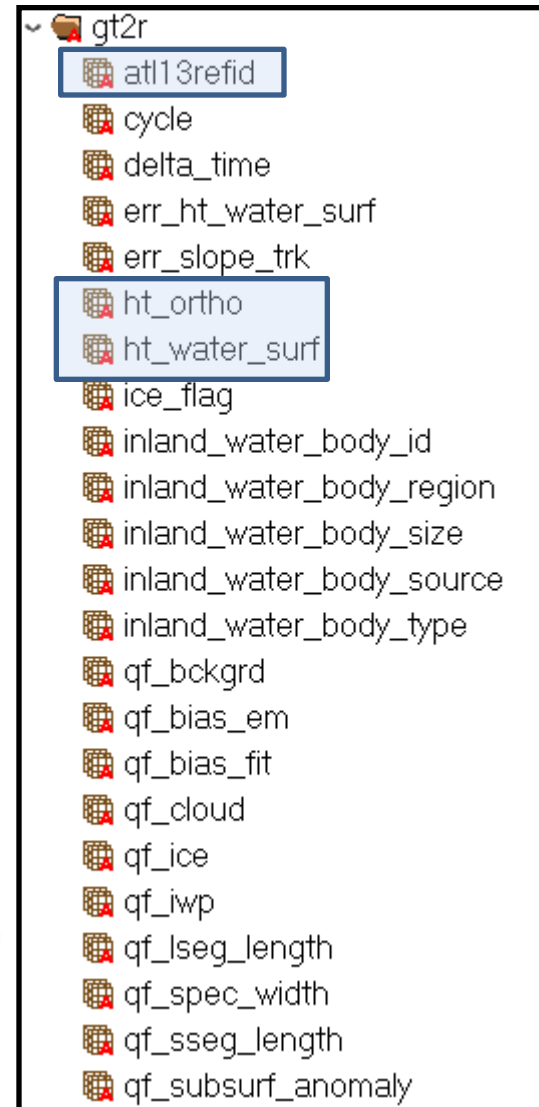 gt2r
atl13refid
cycle
delta_time
err_ht_water_surf
err_slope_trk
ht_ortho
ht_water_surf
ice_flag
inland_water_body_id
inland_water_body_region
inland_water_body_size
inland_water_body_source
inland_water_body_type
qf_bckgrd
qf_bias_em
qf_bias_fit
qf_cloud
qf_ice
qf_iwp
qf_lseg_length
qf_spec_width
qf_sseg_length
qf_subsurf_anomaly